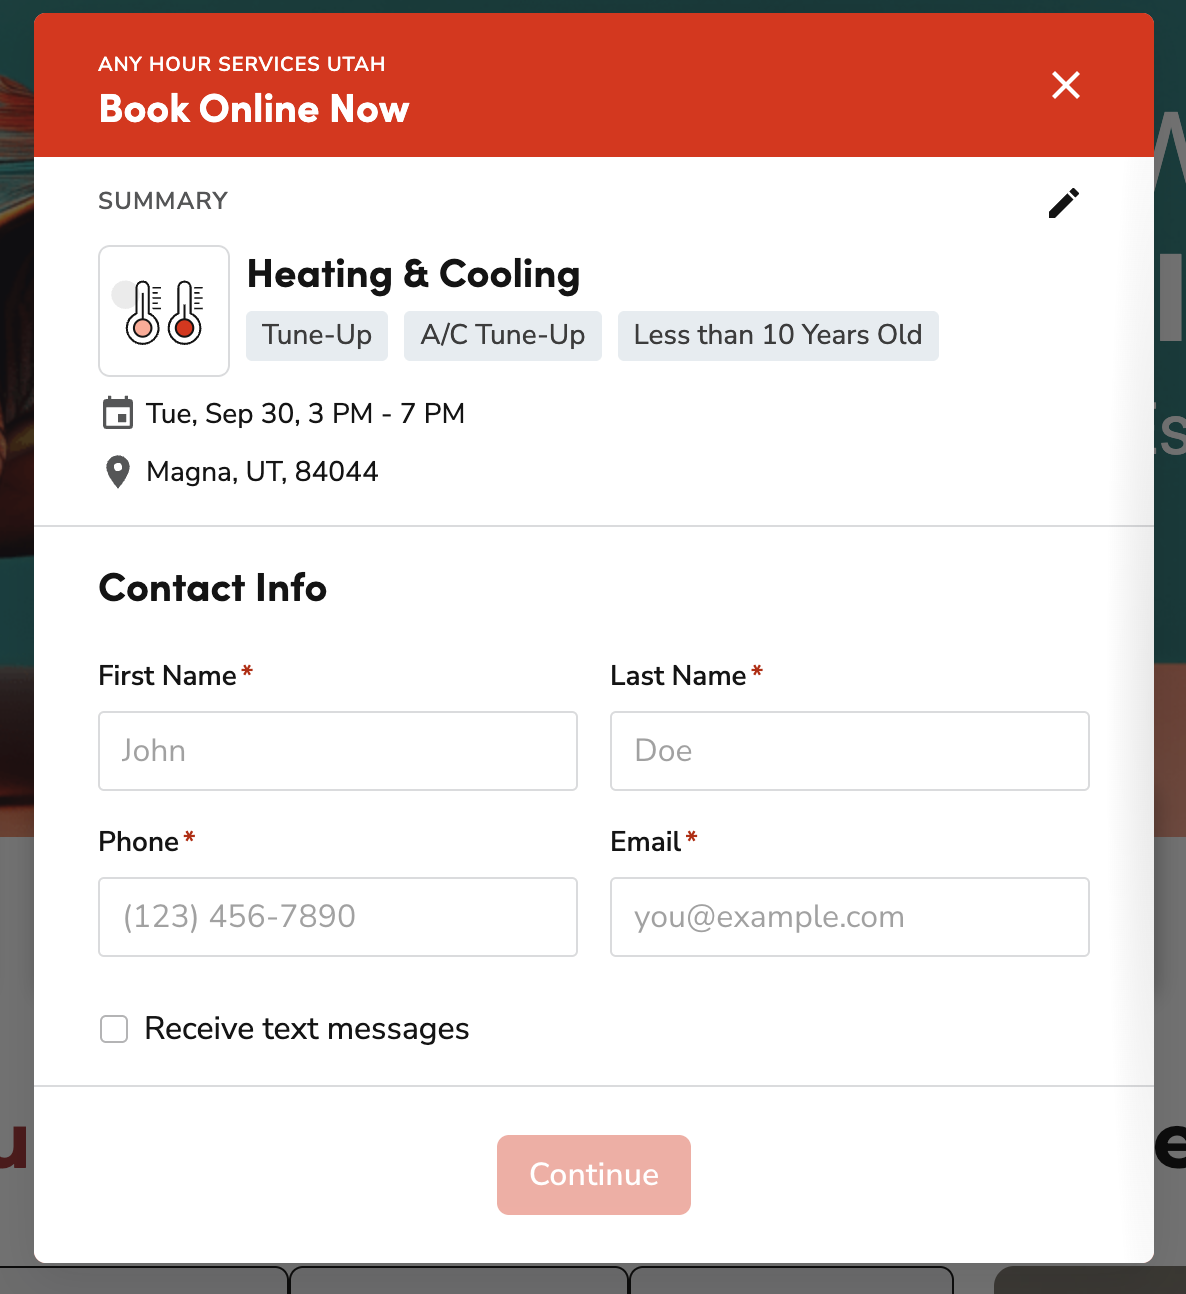 ANY HOUR SERVICES UTAH
Book Online Now
SUMMARY
Heating & Cooling
Tune-Up A/C Tune-Up Less than 10 Years Old
Tue, Sep 30, 3 PM - 7 PM
Magna, UT, 84044
Contact Info
First Name* Last Name*
John Doe
Phone* Email*
(123) 456-7890 you@example.com
Receive text messages
Continue